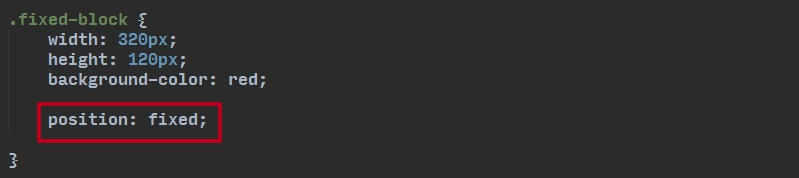 .fixed-block {
    width: 320px;
    height: 120px;
    background-color: red;
    position: fixed;
}